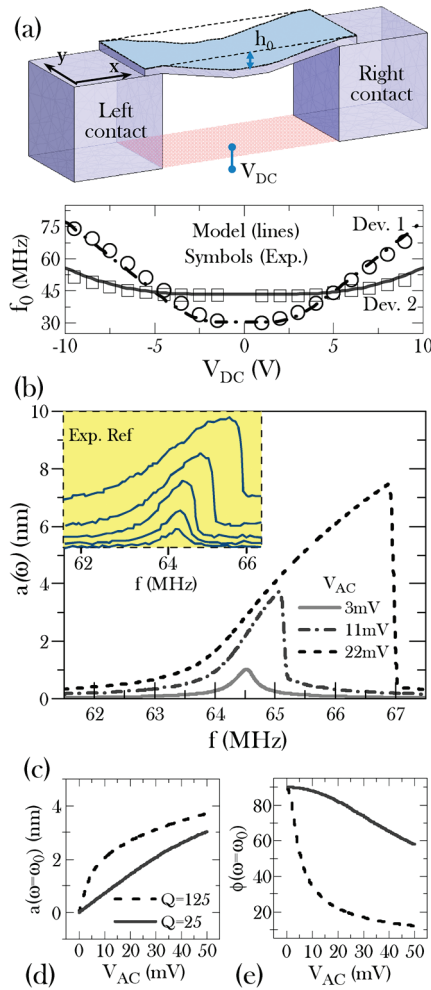 (a)
y
x
h0
Left
contact
Right
contact
VDC
f0 (MHz)
75
60
45
30
Model (lines)
Symbols (Exp.)
Dev. 1
Dev. 2
-10
-5
0
5
10
VDC (V)
(b)
a(ω) (nm)
10
8
6
4
2
0
Exp. Ref
62
64
66
f (MHz)
VAC
3mV
11mV
22mV
62
63
64
65
66
67
f (MHz)
(c)
a(ω=ω0) (nm)
4
2
0
Q=125
Q=25
0 10 20 30 40 50
VAC (mV)
(d)
ϕ(ω=ω0)
80
60
40
20
0 10 20 30 40 50
VAC (mV)
(e)